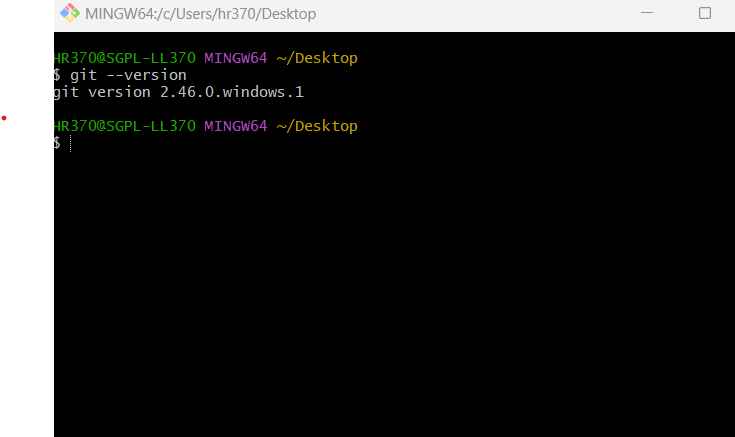 MINGW64:/c/Users/hr370/Desktop
HR370@SGPL-LL370 MINGW64 ~/Desktop
$ git --version
git version 2.46.0.windows.1
HR370@SGPL-LL370 MINGW64 ~/Desktop
$